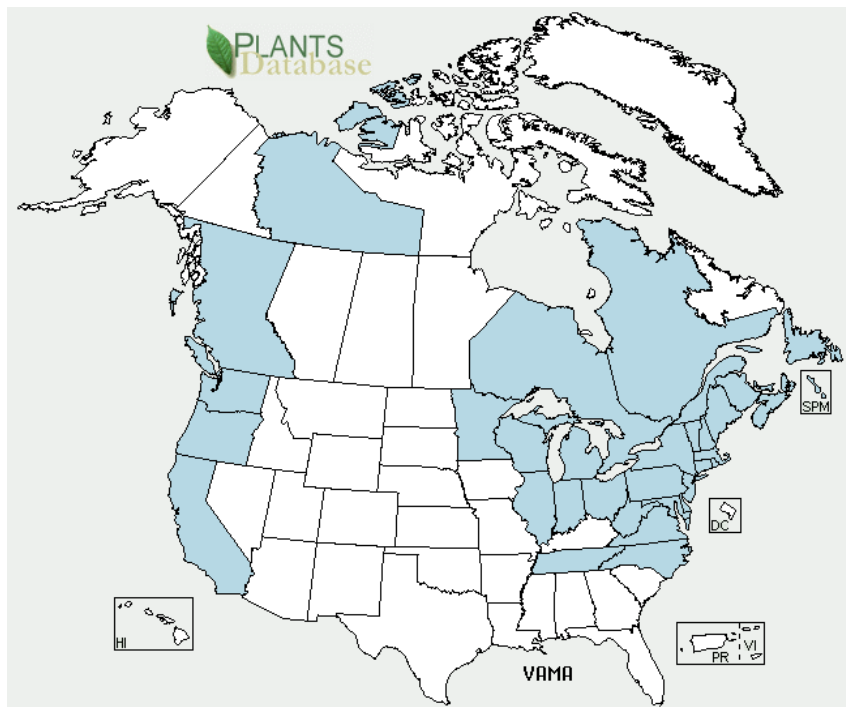 PLANTS
Database
SPM
DC
HI
PR VI
VAMA